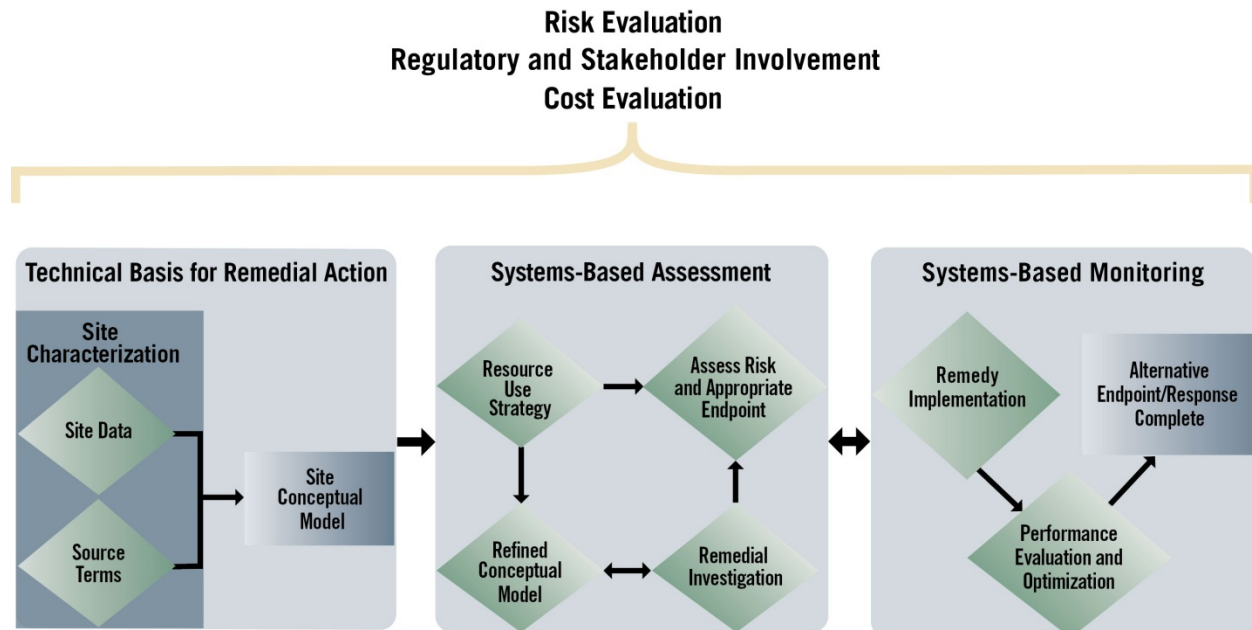 Risk Evaluation
Regulatory and Stakeholder Involvement
Cost Evaluation
Technical Basis for Remedial Action
Site
Characterization
Site Data
Source
Terms
Site
Conceptual
Model
Systems-Based Assessment
Resource
Use
Strategy
Assess Risk
and Appropriate
Endpoint
Refined
Conceptual
Model
Remedial
Investigation
Systems-Based Monitoring
Remedy
Implementation
Alternative
Endpoint/Response
Complete
Performance
Evaluation and
Optimization